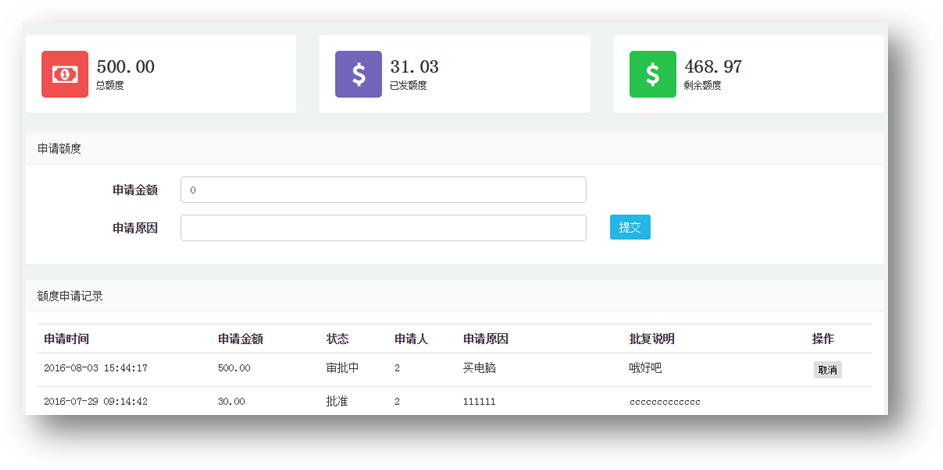 500.00 31.03 468.97
总额度 已发额度 剩余额度
申请额度
申请金额 0
申请原因 提交
额度申请记录
申请时间 申请金额 状态 申请人 申请原因 批复说明 操作
2016-08-03 15:44:17 500.00 审批中 2 买电脑 哦好吧 取消
2016-07-29 09:14:42 30.00 批准 2 111111 ccccccccccccc